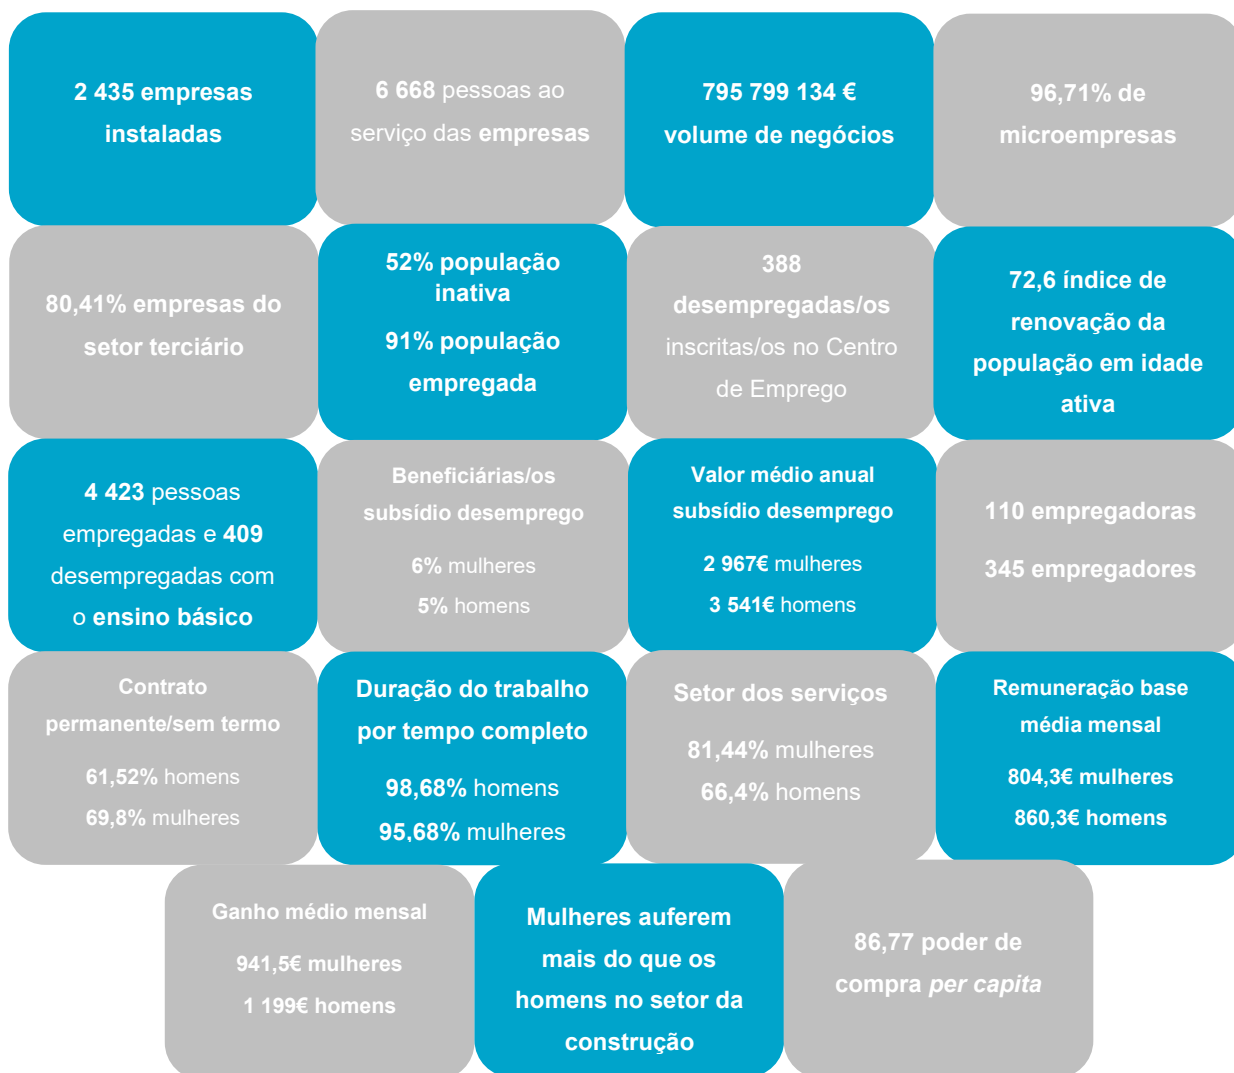 2 435 empresas
instaladas
6 668 pessoas ao
serviço das empresas
795 799 134 €
volume de negócios
96,71% de
microempresas
80,41% empresas do
setor terciário
52% população
inativa
91% população
empregada
388
desempregadas/os
inscritas/os no Centro
de Emprego
72,6 índice de
renovação da
população em idade
ativa
4 423 pessoas
empregadas e 409
desempregadas com
o ensino básico
Beneficiárias/os
subsídio desemprego
6% mulheres
5% homens
Valor médio anual
subsídio desemprego
2 967€ mulheres
3 541€ homens
110 empregadoras
345 empregadores
Contrato
permanente/sem termo
61,52% homens
69,8% mulheres
Duração do trabalho
por tempo completo
98,68% homens
95,68% mulheres
Setor dos serviços
81,44% mulheres
66,4% homens
Remuneração base
média mensal
804,3€ mulheres
860,3€ homens
Ganho médio mensal
941,5€ mulheres
1 199€ homens
Mulheres auferem
mais do que os
homens no setor da
construção
86,77 poder de
compra per capita